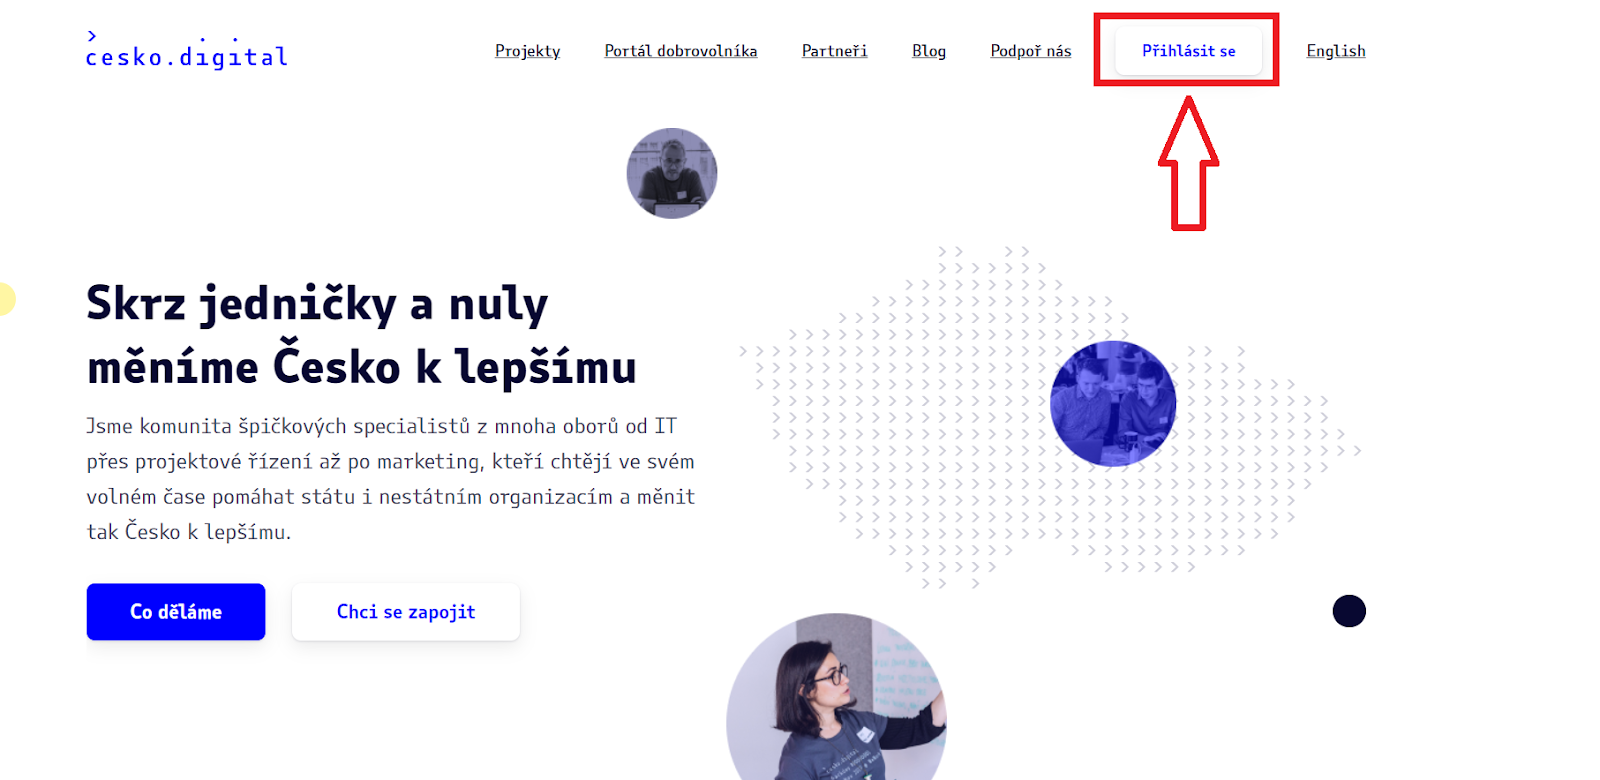 cesko.digital
Projekty Portál dobrovolníka Partneři Blog Podpoř nás Přihlásit se English
Skrz jedničky a nuly
měníme Česko k lepšímu
Jsme komunita špičkových specialistů z mnoha oborů od IT
přes projektové řízení až po marketing, kteří chtějí ve svém
volném čase pomáhat státu i nestátním organizacím a měnit
tak Česko k lepšímu.
Co děláme Chci se zapojit